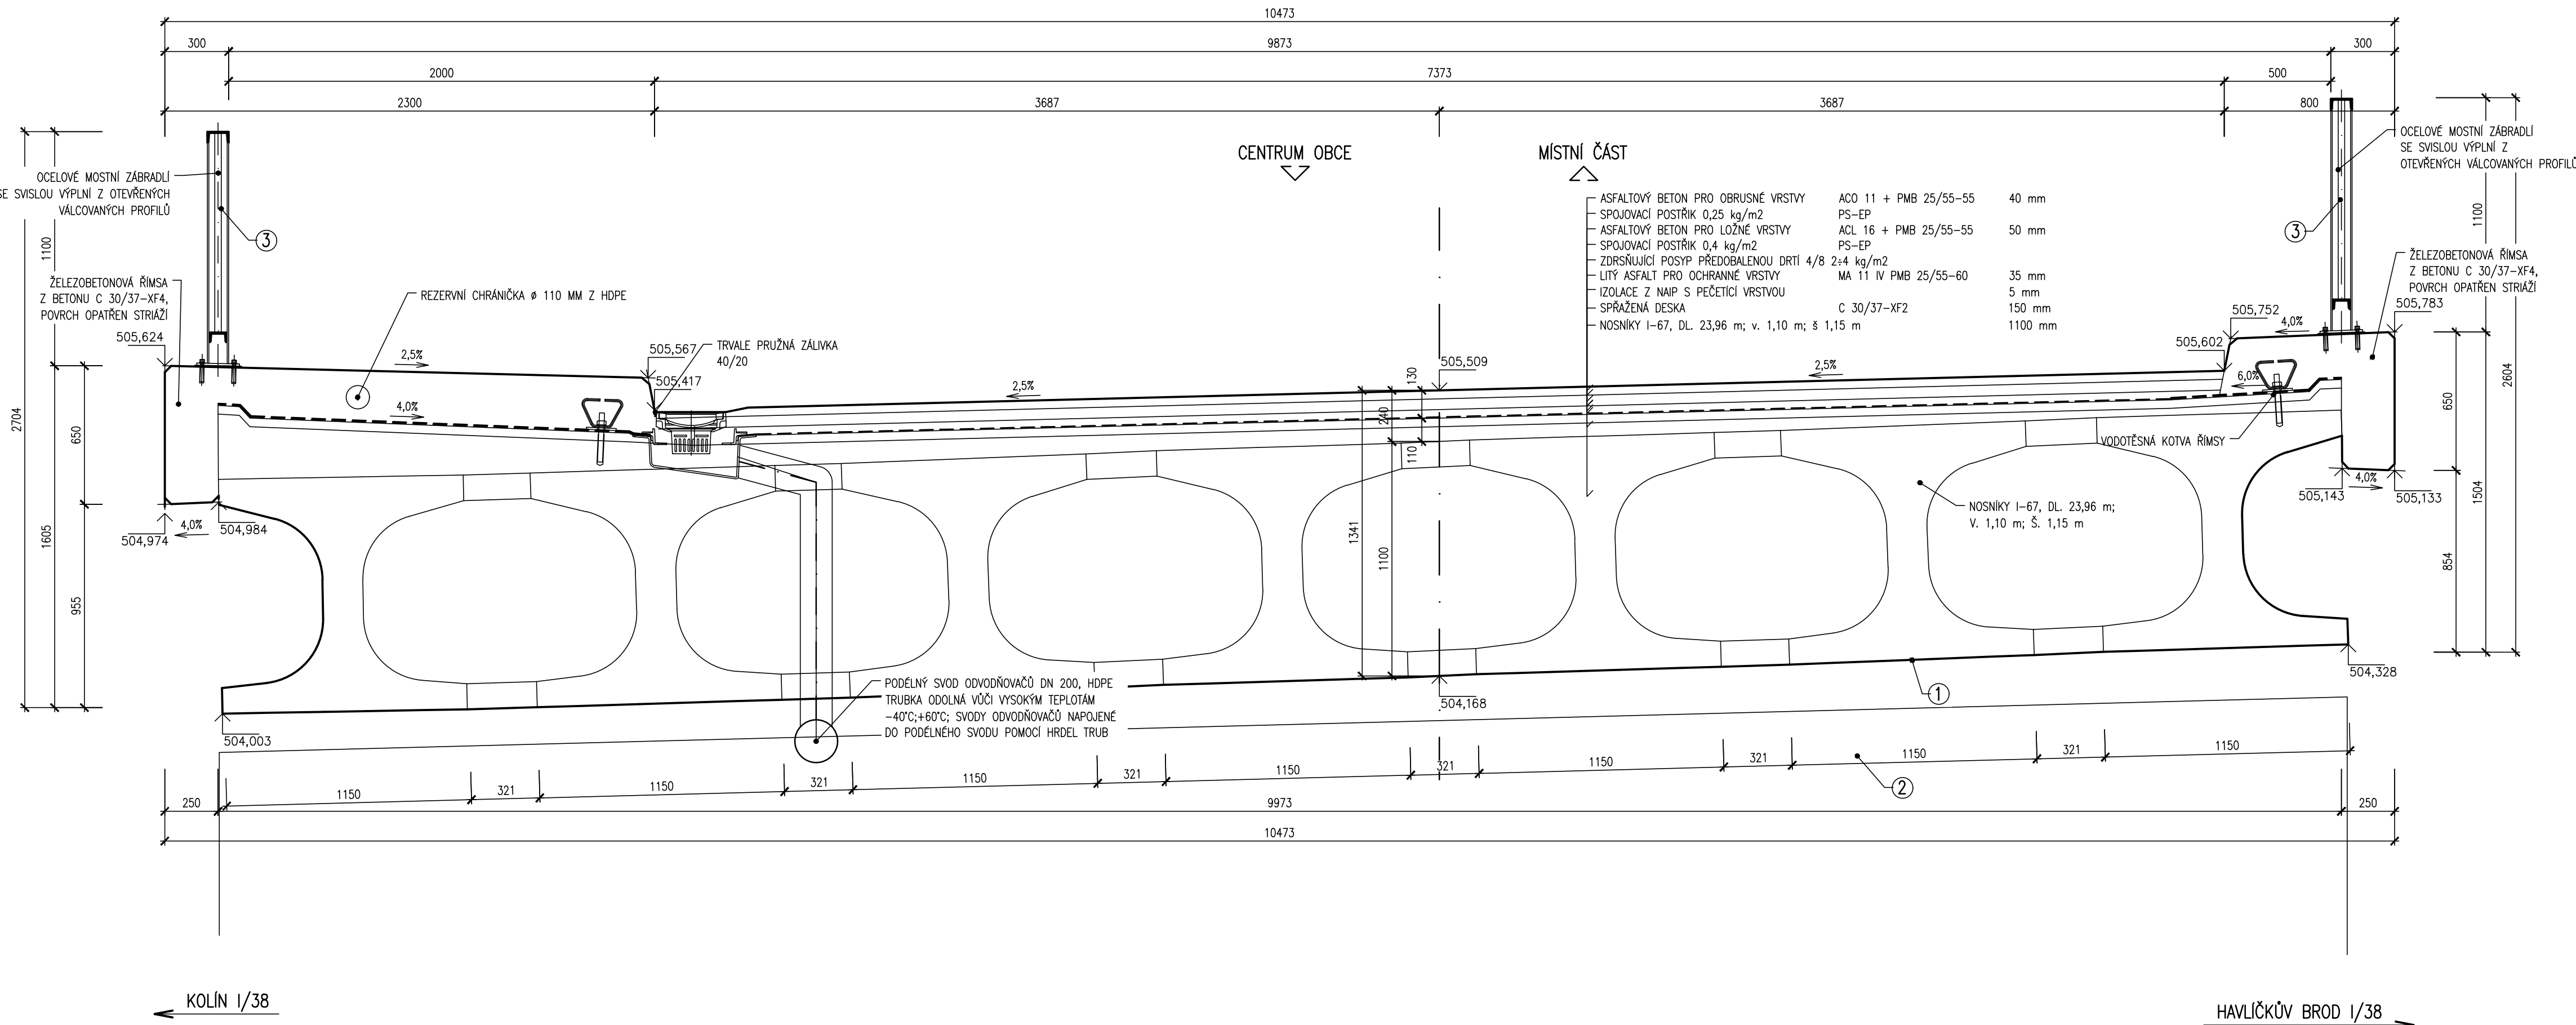 10473
300
9873
300
2000
7373
500
2300
3687
3687
800
CENTRUM OBCE
MÍSTNÍ ČÁST
OCELOVÉ MOSTNÍ ZÁBRADLÍ
SE SVISLOU VÝPLNÍ Z OTEVŘENÝCH
VÁLCOVANÝCH PROFILŮ
3
ŽELEZOBETONOVÁ ŘÍMSA
Z BETONU C 30/37-XF4,
POVRCH OPATŘEN STRIÁŽÍ
REZERVNÍ CHRÁNIČKA ø 110 MM Z HDPE
TRVALE PRUŽNÁ ZÁLIVKA
40/20
ASFALTOVÝ BETON PRO OBRUSNÉ VRSTVY ACO 11 + PMB 25/55-55 40 mm
SPOJOVACÍ POSTŘIK 0,25 kg/m2 PS-EP
ASFALTOVÝ BETON PRO LOŽNÉ VRSTVY ACL 16 + PMB 25/55-55 50 mm
SPOJOVACÍ POSTŘIK 0,4 kg/m2 PS-EP
ZDRSŇUJÍCÍ POSYP PŘEDOBALENOU DRTÍ 4/8 2÷4 kg/m2
LITÝ ASFALT PRO OCHRANNÉ VRSTVY MA 11 IV PMB 25/55-60 35 mm
IZOLACE Z NAIP S PEČETÍCÍ VRSTVOU 5 mm
SPŘAŽENÁ DESKA C 30/37-XF2 150 mm
NOSNÍKY I-67, DL. 23,96 m; v. 1,10 m; š 1,15 m 1100 mm
OCELOVÉ MOSTNÍ ZÁBRADLÍ
SE SVISLOU VÝPLNÍ Z
OTEVŘENÝCH VÁLCOVANÝCH PROFILŮ
3
ŽELEZOBETONOVÁ ŘÍMSA
Z BETONU C 30/37-XF4,
POVRCH OPATŘEN STRIÁŽÍ
505,624
2,5%
505,567
505,417
4,0%
2,5%
505,509
2,5%
505,602
505,752
4,0%
505,783
6,0%
VODOTĚSNÁ KOTVA ŘÍMSY
NOSNÍKY I-67, DL. 23,96 m;
V. 1,10 m; Š. 1,15 m
1100
2704
650
1605
955
130
240
110
1341
1100
1100
650
2604
1504
854
504,974
4,0%
504,984
505,143
4,0%
505,133
504,003
504,168
504,328
PODÉLNÝ SVOD ODVODŇOVAČŮ DN 200, HDPE
TRUBKA ODOLNÁ VŮČI VYSOKÝM TEPLOTÁM
-40°C;+60°C; SVODY ODVODŇOVAČŮ NAPOJENÉ
DO PODÉLNÉHO SVODU POMOCÍ HRDEL TRUB
1
2
250
1150
321
1150
321
1150
321
1150
321
1150
321
1150
321
1150
9973
250
10473
KOLÍN I/38
HAVLÍČKŮV BROD I/38